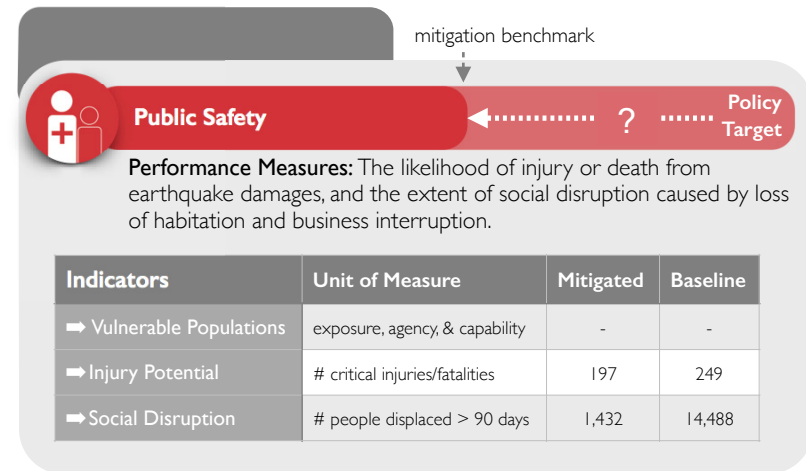 mitigation benchmark
Public Safety
?
Policy
Target
Performance Measures: The likelihood of injury or death from
earthquake damages, and the extent of social disruption caused by loss
of habitation and business interruption.
Indicators Unit of Measure Mitigated Baseline
➡ Vulnerable Populations exposure, agency, & capability - -
➡ Injury Potential # critical injuries/fatalities 197 249
➡ Social Disruption # people displaced > 90 days 1,432 14,488